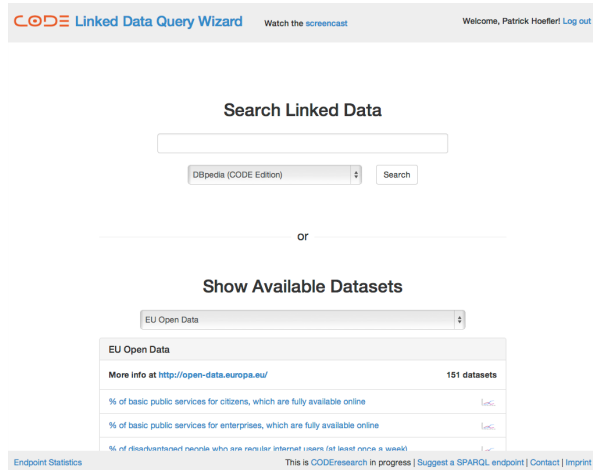 CODE Linked Data Query Wizard Watch the screencast Welcome, Patrick Hoefler! Log out
Search Linked Data
DBpedia (CODE Edition) Search
or
Show Available Datasets
EU Open Data
EU Open Data
More info at http://open-data.europa.eu/ 151 datasets
% of basic public services for citizens, which are fully available online
% of basic public services for enterprises, which are fully available online
% of disadvantaged people who are regular internet users (at least once a week)
Endpoint Statistics This is CODEresearch in progress | Suggest a SPARQL endpoint | Contact | Imprint